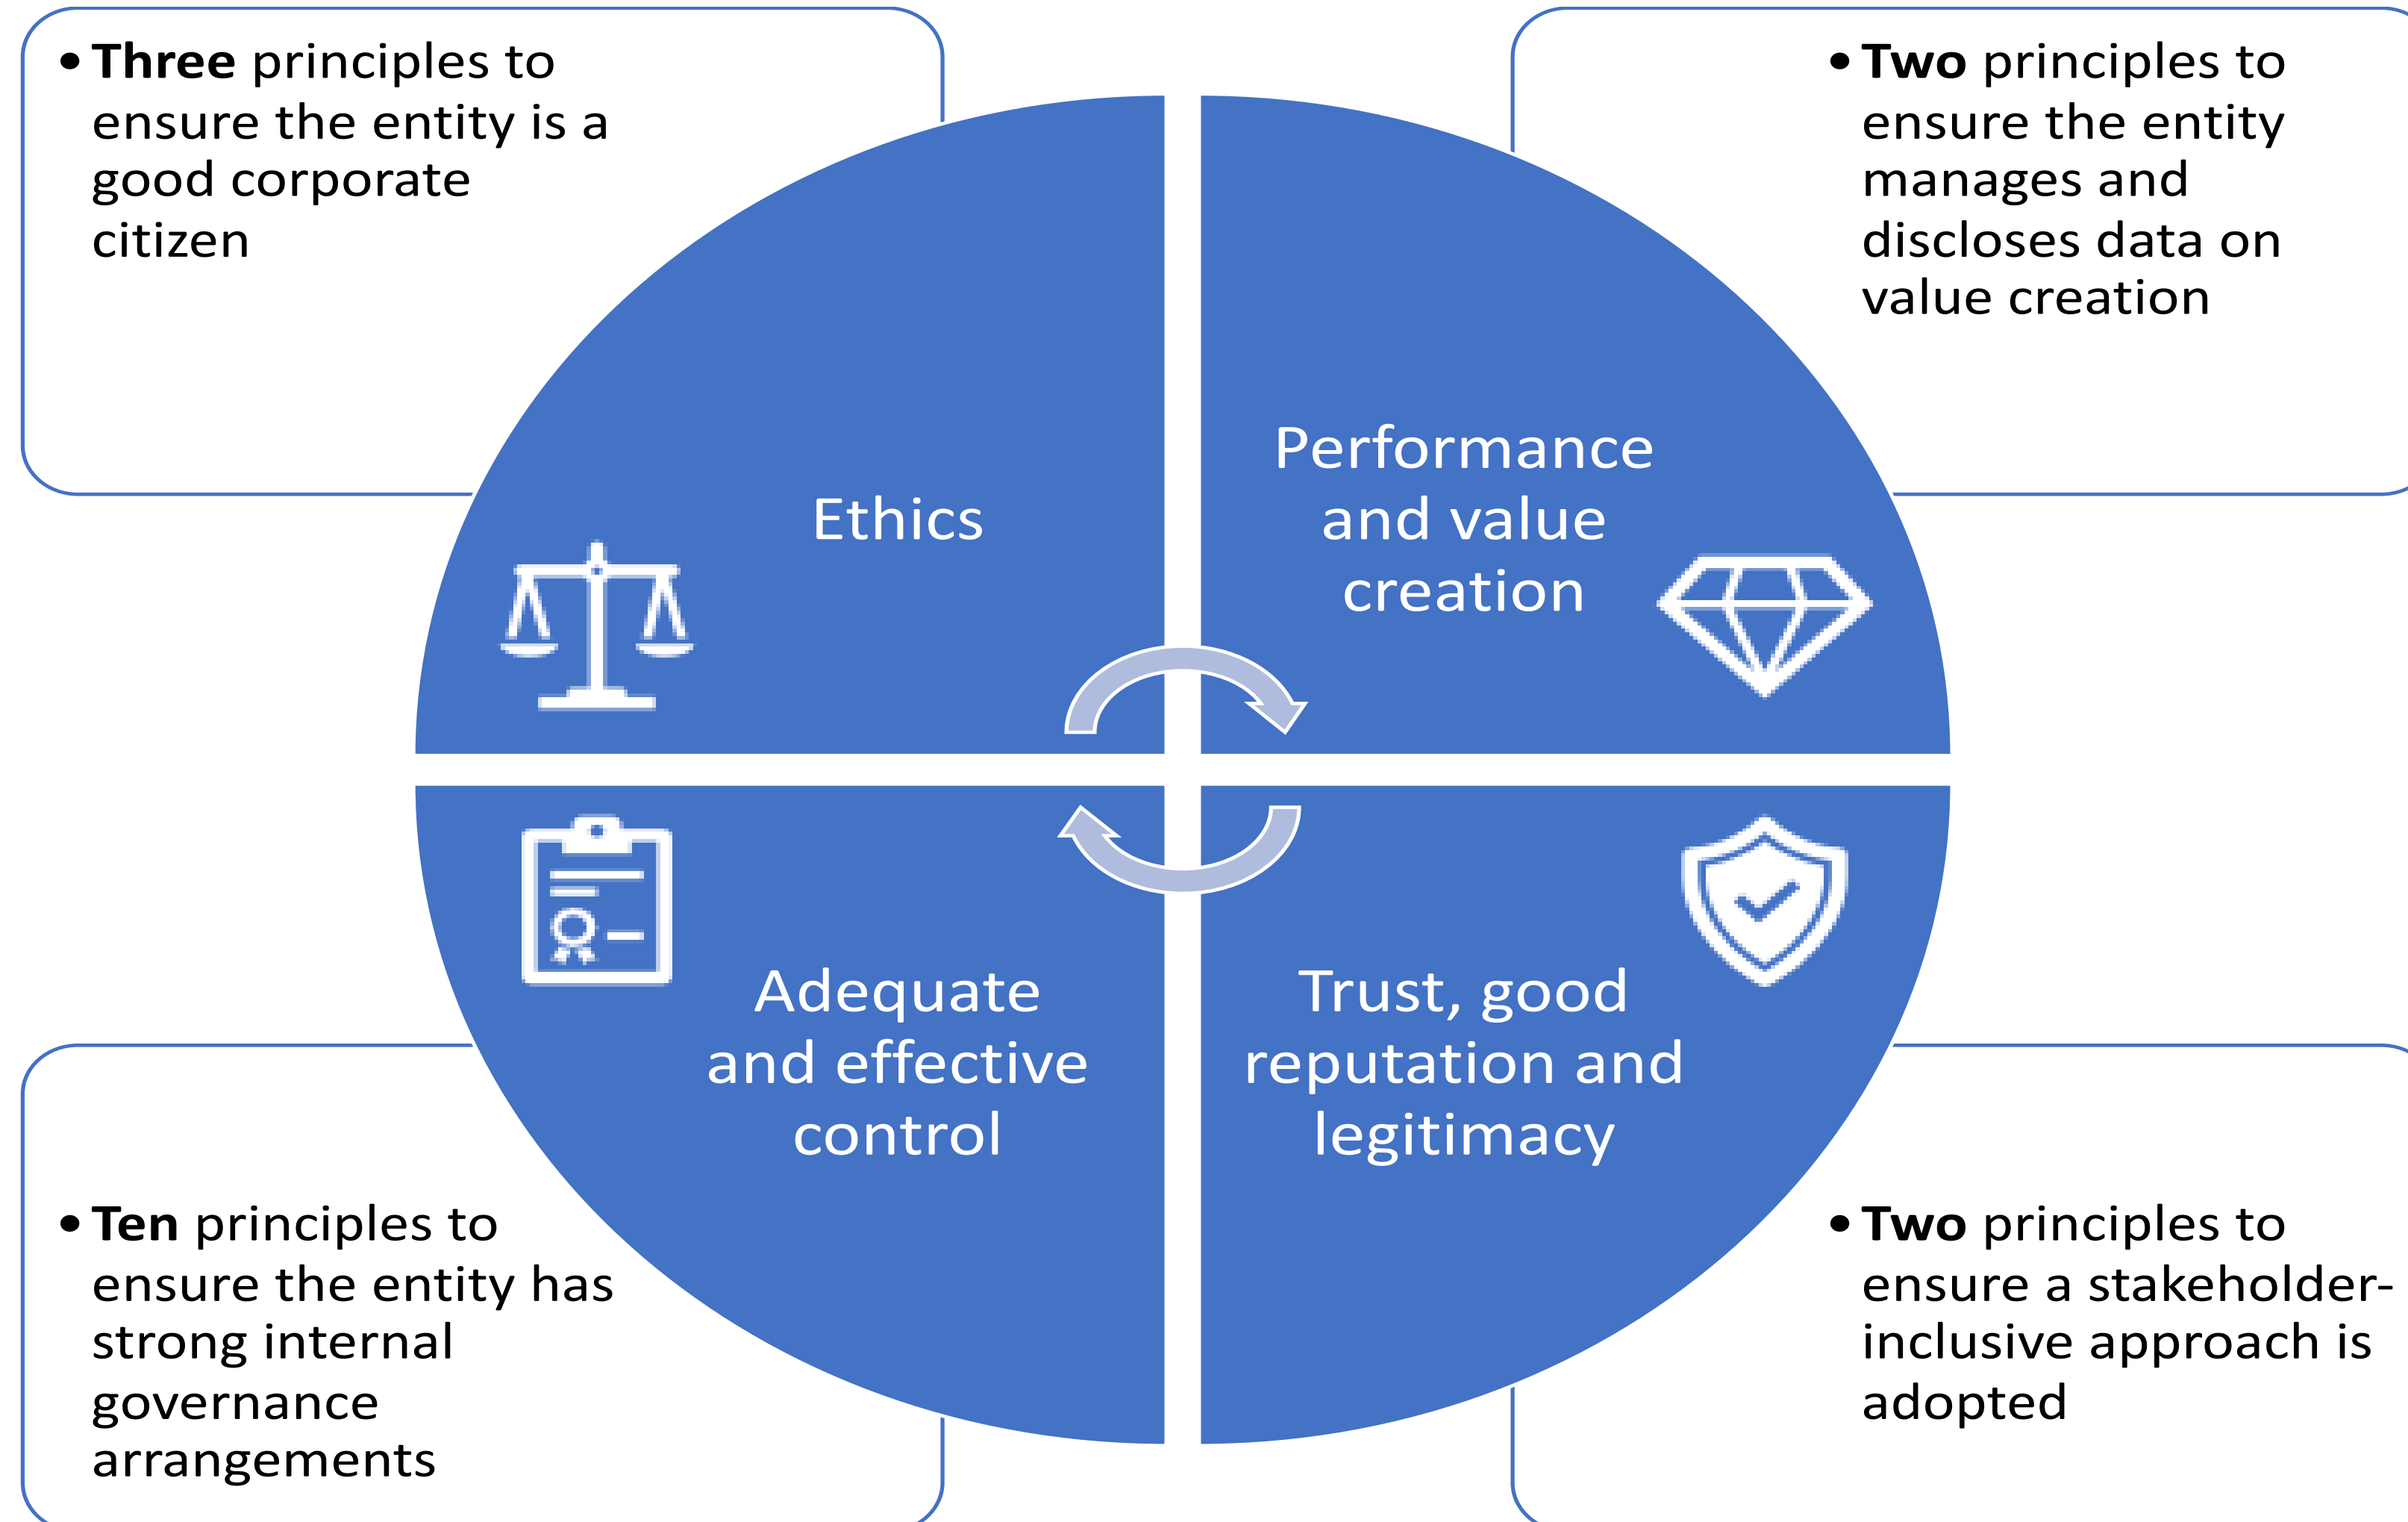 • Three principles to
ensure the entity is a
good corporate
citizen
• Two principles to
ensure the entity
manages and
discloses data on
value creation
Ethics
Performance
and value
creation
Adequate
and effective
control
Trust, good
reputation and
legitimacy
• Ten principles to
ensure the entity has
strong internal
governance
arrangements
• Two principles to
ensure a stakeholder-
inclusive approach is
adopted